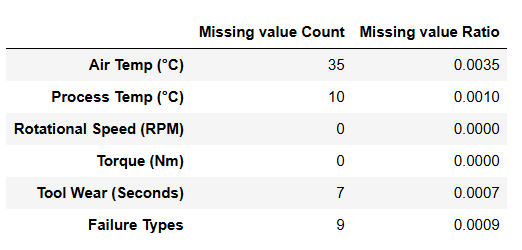 Missing value Count Missing value Ratio
Air Temp (°C) 35 0.0035
Process Temp (°C) 10 0.0010
Rotational Speed (RPM) 0 0.0000
Torque (Nm) 0 0.0000
Tool Wear (Seconds) 7 0.0007
Failure Types 9 0.0009